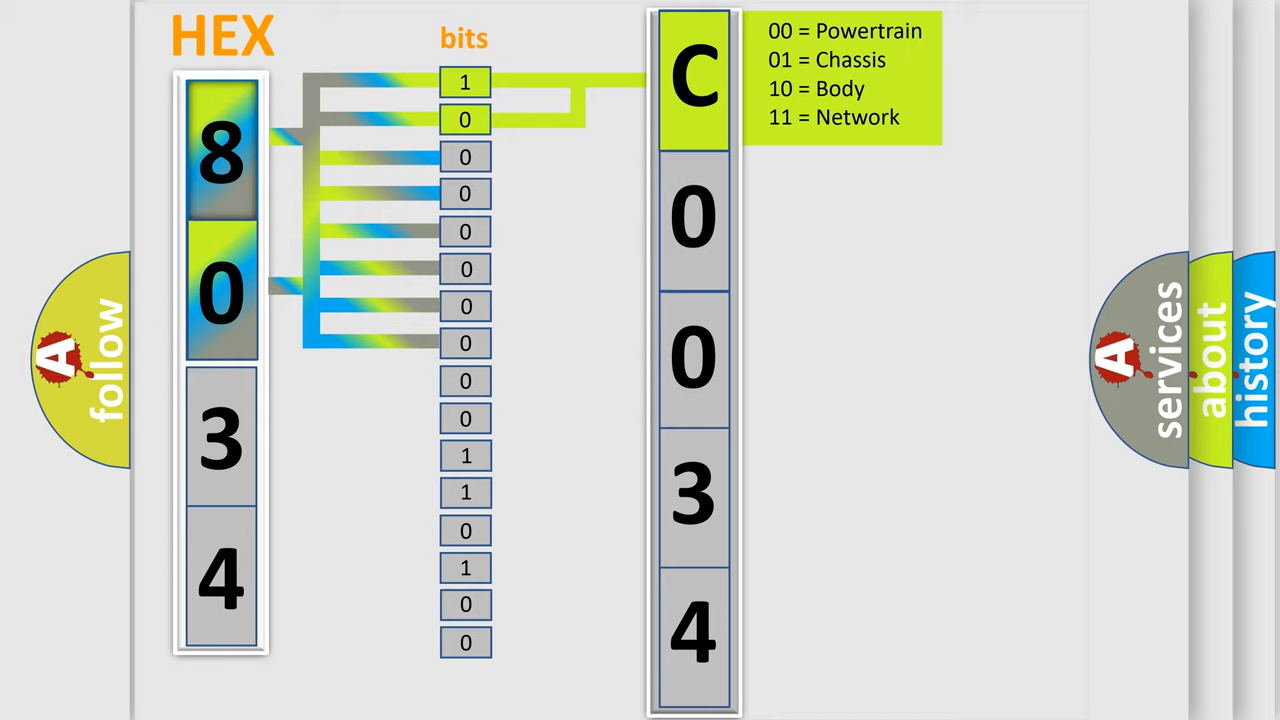 HEX
bits
8
0
3
4
1
0
0
0
0
0
0
0
0
0
1
1
0
1
0
0
C
0
0
3
4
00 = Powertrain
01 = Chassis
10 = Body
11 = Network
A
follow
A
services
about
history